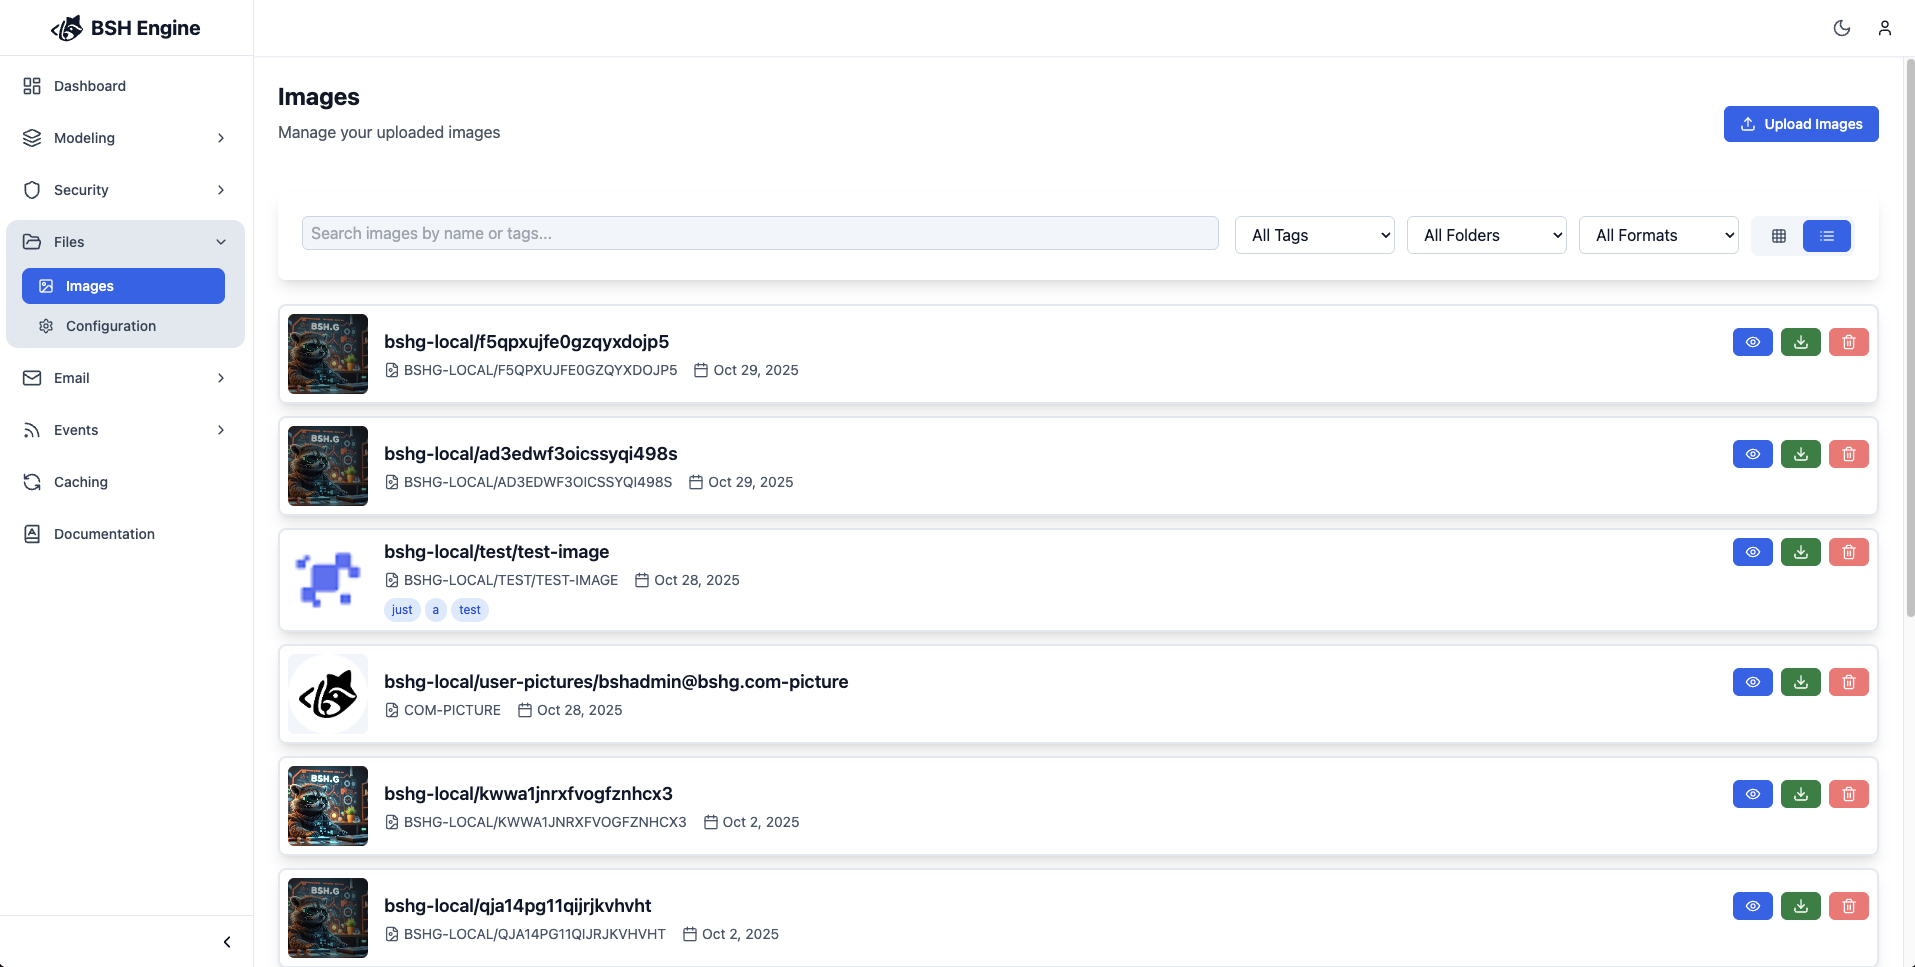 BSH Engine
Dashboard
Modeling
Security
Files
Images
Configuration
Email
Events
Caching
Documentation
Images
Manage your uploaded images
Upload Images
Search images by name or tags...
All Tags
All Folders
All Formats
BSH.G
bshg-local/f5qpxujfe0gzqyxdojp5
BSHG-LOCAL/F5QPXUJFE0GZQYXDOJP5 Oct 29, 2025
BSH.G
bshg-local/ad3edwf3oicssyqi498s
BSHG-LOCAL/AD3EDWF3OICSSYQI498S Oct 29, 2025
bshg-local/test/test-image
BSHG-LOCAL/TEST/TEST-IMAGE Oct 28, 2025
just a test
bshg-local/user-pictures/bshadmin@bshg.com-picture
COM-PICTURE Oct 28, 2025
BSH.G
bshg-local/kwwa1jnrxfvogfznhcx3
BSHG-LOCAL/KWWA1JNRXFVOGFZNHCX3 Oct 2, 2025
BSH.G
bshg-local/qja14pg11qijrjkvhvht
BSHG-LOCAL/QJA14PG11QIJRJKVHVHT Oct 2, 2025